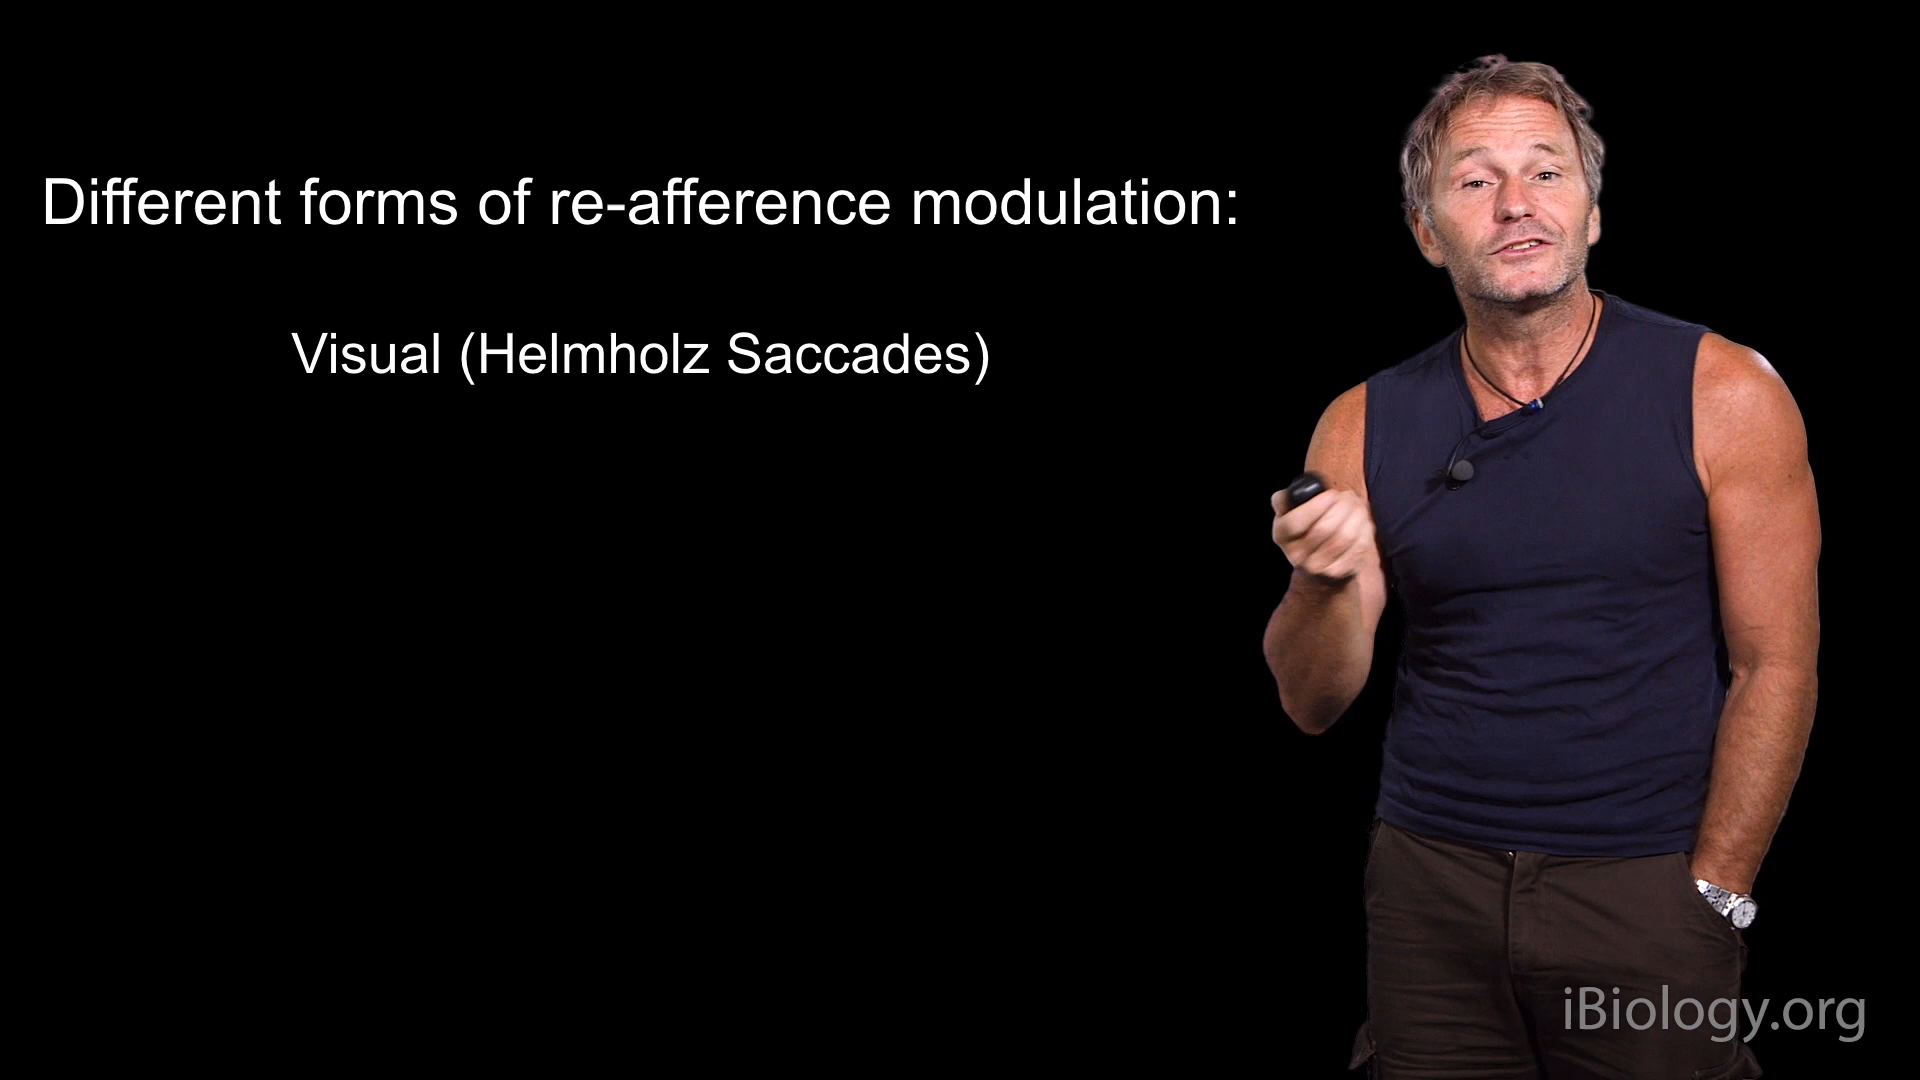 Different forms of re-afference modulation:
Visual (Helmholz Saccades)
iBiology.org